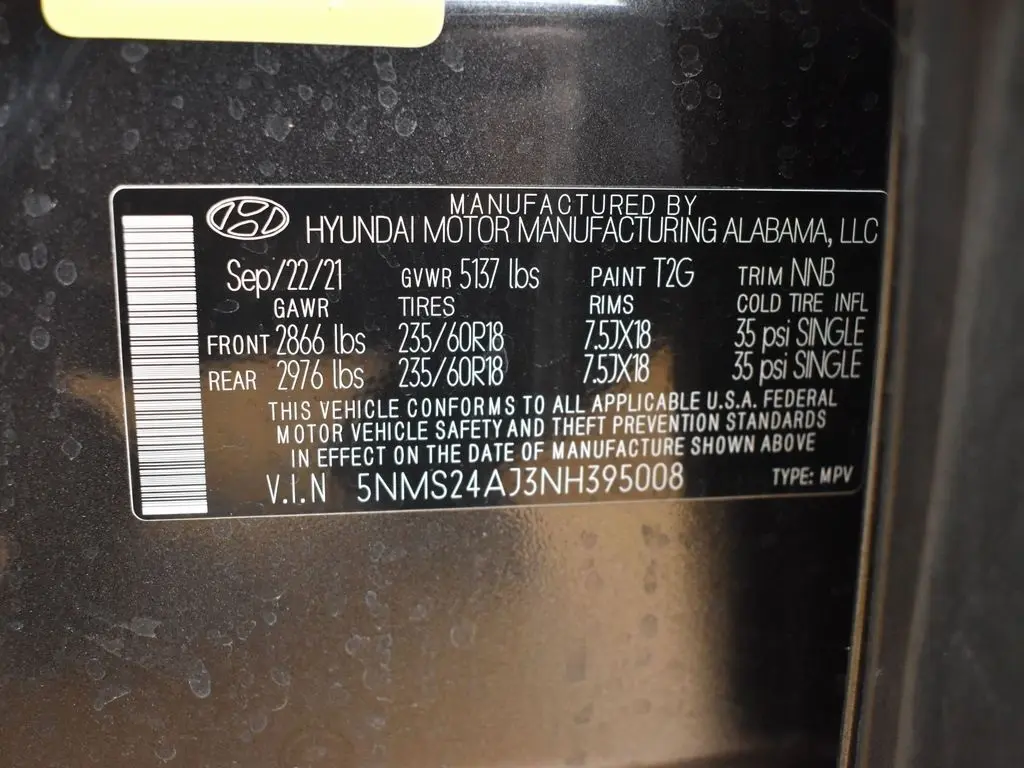 MANUFACTURED BY
HYUNDAI MOTOR MANUFACTURING ALABAMA, LLC
Sep/22/21 GVWR 5137 lbs PAINT T2G TRIM NNB
GAWR TIRES RIMS COLD TIRE INFL
FRONT 2866 lbs 235/60R18 7.5JX18 35 psi SINGLE
REAR 2976 lbs 235/60R18 7.5JX18 35 psi SINGLE
THIS VEHICLE CONFORMS TO ALL APPLICABLE U.S.A. FEDERAL
MOTOR VEHICLE SAFETY AND THEFT PREVENTION STANDARDS
IN EFFECT ON THE DATE OF MANUFACTURE SHOWN ABOVE
V.I.N 5NMS24AJ3NH395008 TYPE: MPV